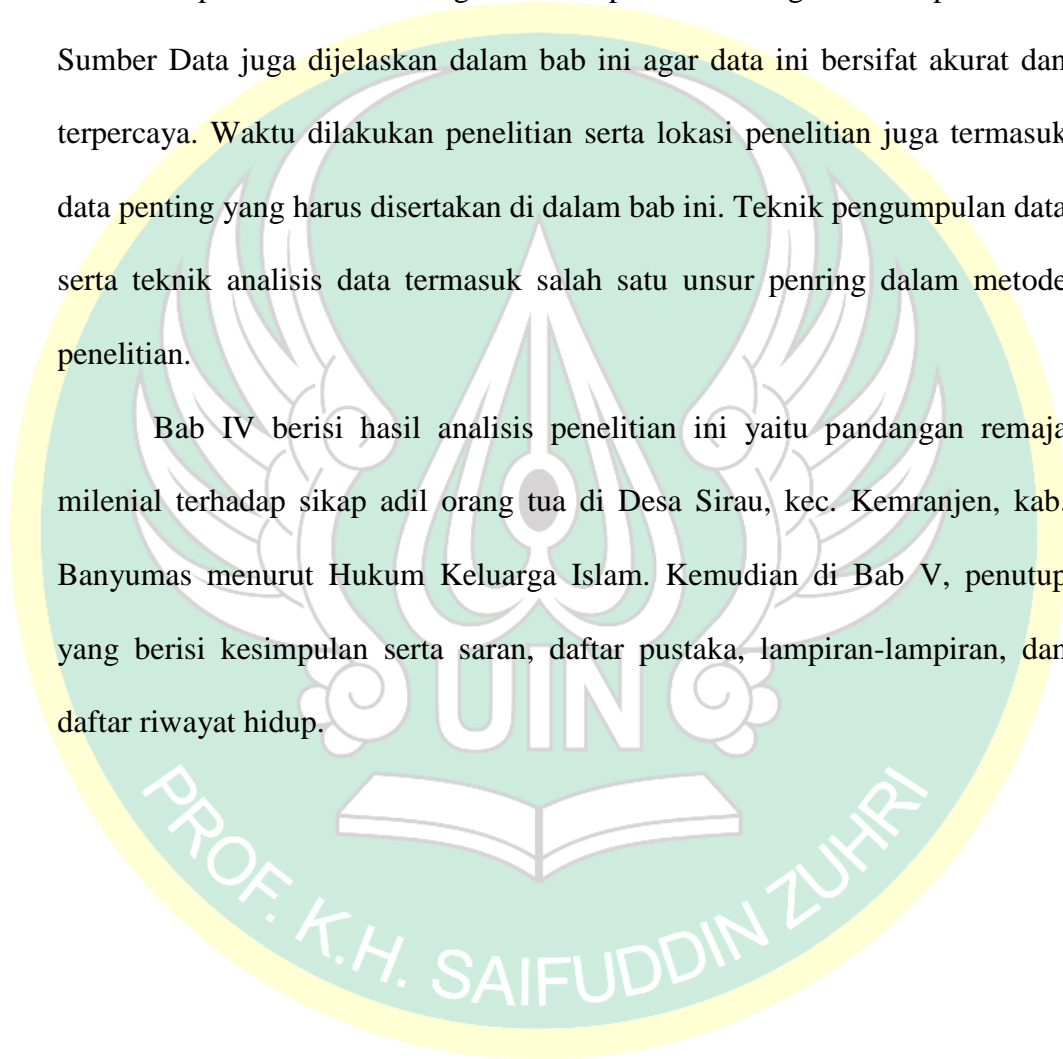 Sumber Data juga dijelaskan dalam bab ini agar data ini bersifat akurat dan
terpercaya. Waktu dilakukan penelitian serta lokasi penelitian juga termasuk
data penting yang harus disertakan di dalam bab ini. Teknik pengumpulan data
serta teknik analisis data termasuk salah satu unsur penring dalam metode
penelitian.
Bab IV berisi hasil analisis penelitian ini yaitu pandangan remaja
milenial terhadap sikap adil orang tua di Desa Sirau, kec. Kemranjen, kab.
Banyumas menurut Hukum Keluarga Islam. Kemudian di Bab V, penutup
yang berisi kesimpulan serta saran, daftar pustaka, lampiran-lampiran, dan
daftar riwayat hidup.
UIN
PROF. K.H. SAIFUDDIN ZUHRI